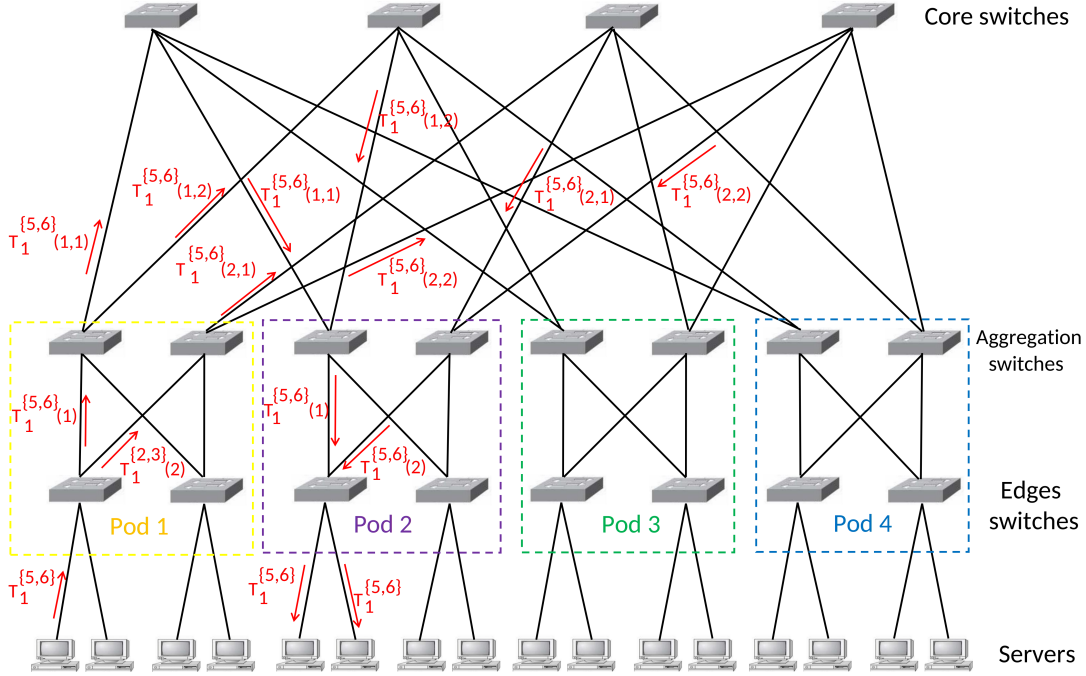 Core switches
T₁^{5,6}(1,2)
T₁^{5,6}(1,2)
T₁^{5,6}(1,1)
T₁^{5,6}(2,1)
T₁^{5,6}(2,2)
T₁^{5,6}(1,1)
T₁^{5,6}(2,1)
T₁^{5,6}(2,2)
Aggregation
switches
T₁^{5,6}(1)
T₁^{2,3}(2)
T₁^{5,6}(1)
T₁^{5,6}(2)
Pod 1
Pod 2
Pod 3
Pod 4
Edges
switches
T₁^{5,6}
T₁^{5,6}
T₁^{5,6}
Servers